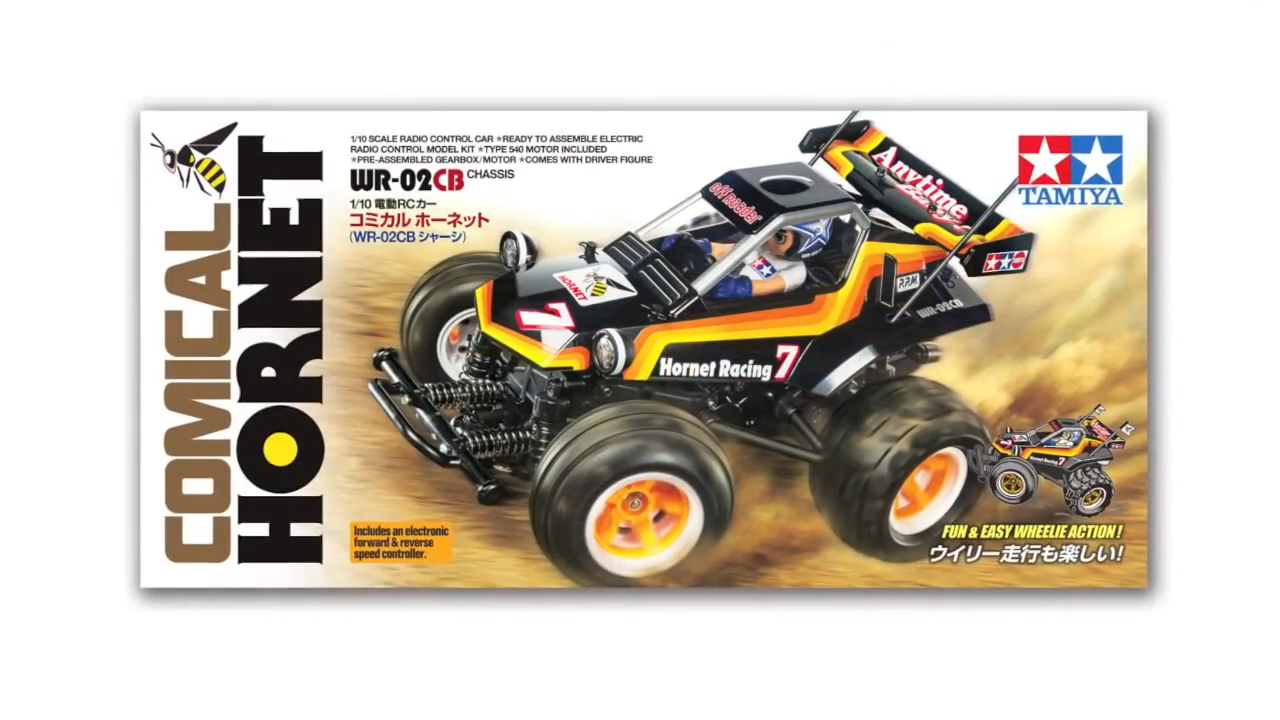 COMICAL
HORNET
1/10 SCALE RADIO CONTROL CAR ★READY TO ASSEMBLE ELECTRIC
RADIO CONTROL MODEL KIT ★TYPE 540 MOTOR INCLUDED
★PRE-ASSEMBLED GEARBOX/MOTOR ★COMES WITH DRIVER FIGURE
WR-02CB CHASSIS
1/10 電動RCカー
コミカル ホーネット
(WR-02CB シャーシ)
TAMIYA
Anytime
off Roader
HORNET
7
Hornet Racing 7
R.P.M.
WR-02CB
Hornet Racing 7
Includes an electronic
forward & reverse
speed controller.
FUN & EASY WHEELIE ACTION!
ウイリー走行も楽しい!